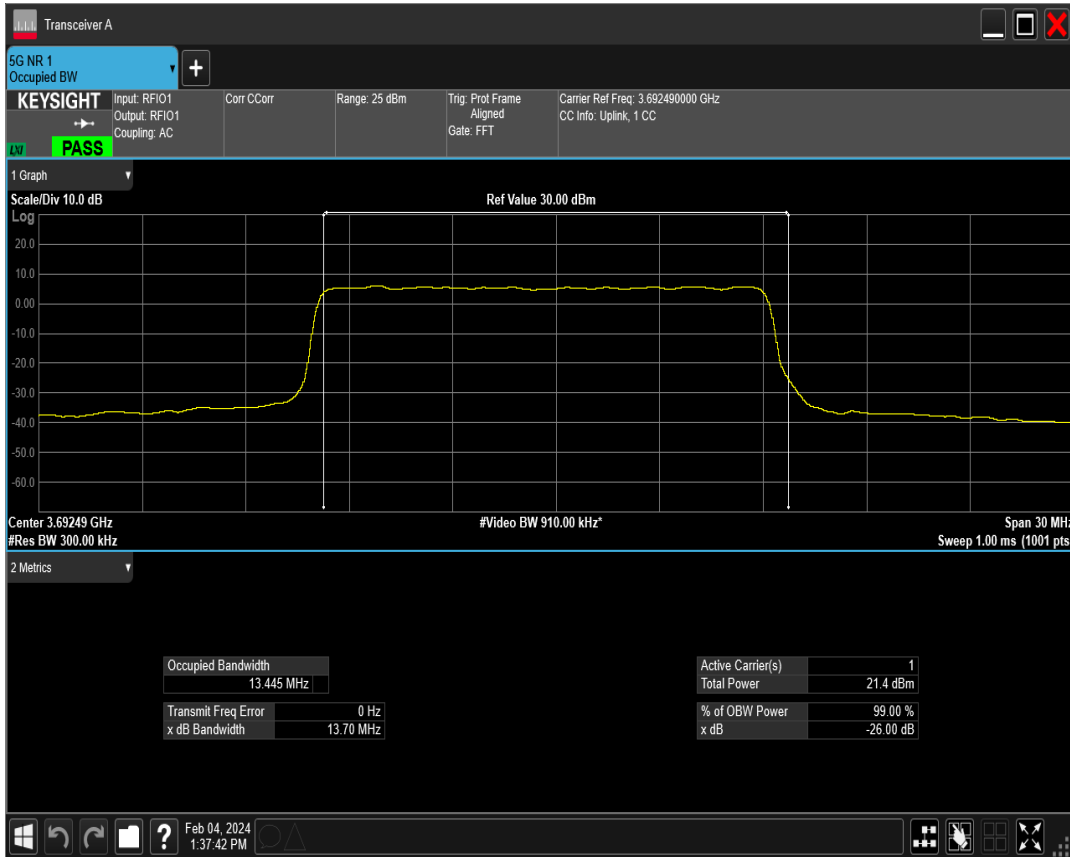 Transceiver A
5G NR 1
Occupied BW
KEYSIGHT
LXI
PASS
Input: RFIO1
Output: RFIO1
Coupling: AC
Corr CCorr
Range: 25 dBm
Trig: Prot Frame
Aligned
Gate: FFT
Carrier Ref Freq: 3.692490000 GHz
CC Info: Uplink, 1 CC
1 Graph
Scale/Div 10.0 dB
Ref Value 30.00 dBm
Log
20.0
10.0
0.00
-10.0
-20.0
-30.0
-40.0
-50.0
-60.0
Center 3.69249 GHz
#Video BW 910.00 kHz*
Span 30 MHz
#Res BW 300.00 kHz
Sweep 1.00 ms (1001 pts
2 Metrics
Occupied Bandwidth
13.445 MHz
Transmit Freq Error 0 Hz
x dB Bandwidth 13.70 MHz
Active Carrier(s) 1
Total Power 21.4 dBm
% of OBW Power 99.00 %
x dB -26.00 dB
?
Feb 04, 2024
1:37:42 PM